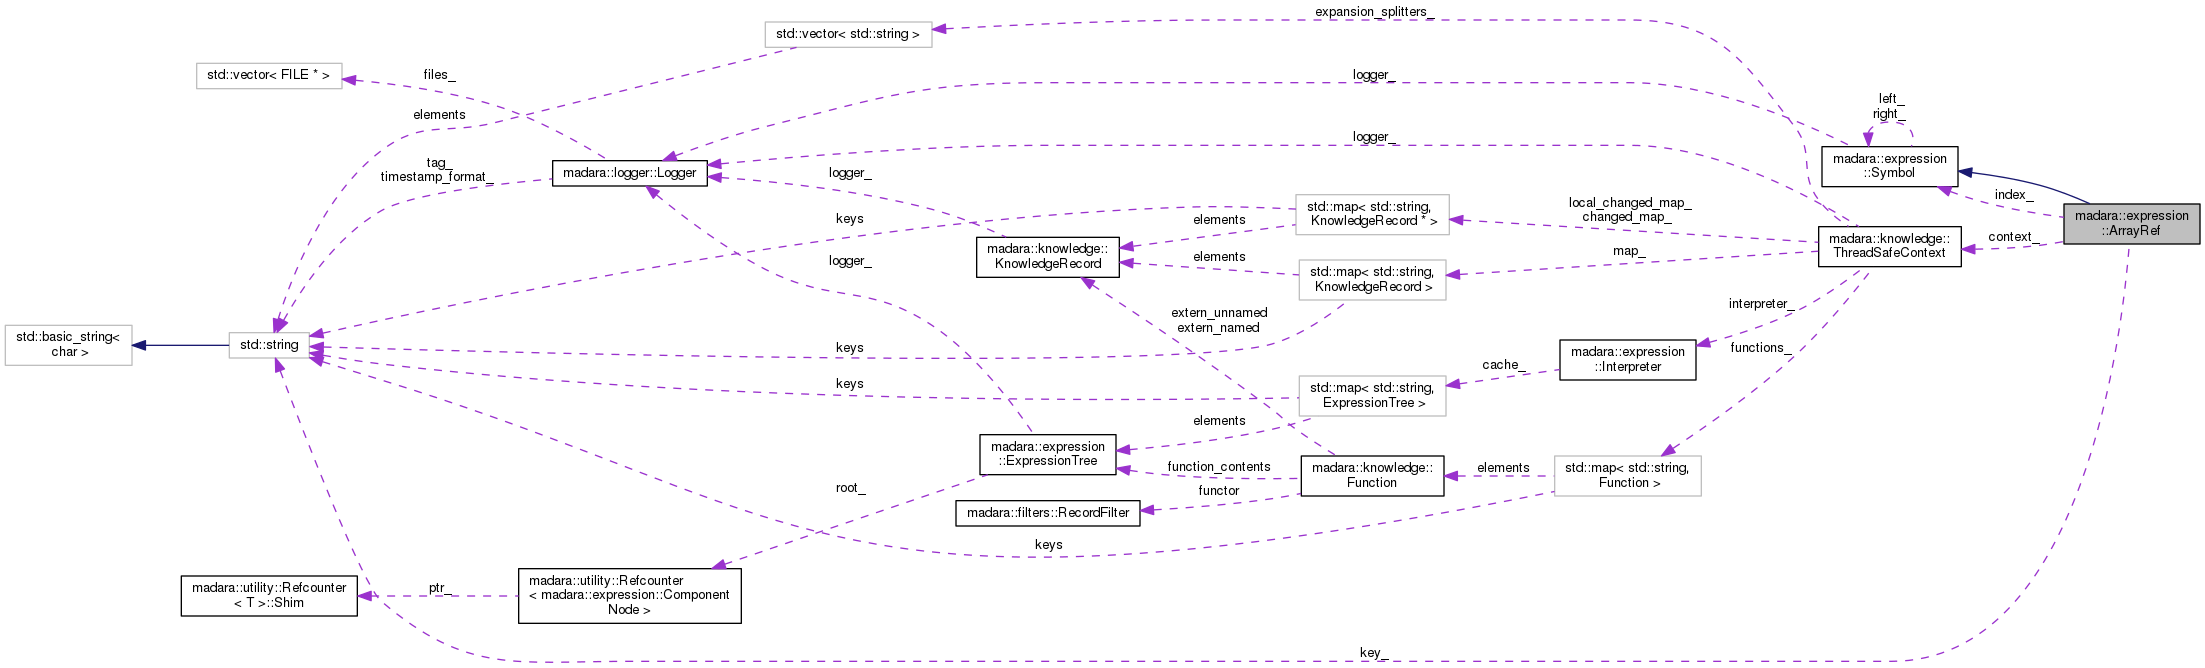 expansion_splitters_
std::vector< std::string >
std::vector< FILE * >
files_
logger_
elements
left_
right_
logger_
madara::expression
::Symbol
tag_
timestamp_format_
madara::logger::Logger
logger_
index_
keys
std::map< std::string,
KnowledgeRecord * >
elements
local_changed_map_
changed_map_
madara::expression
::ArrayRef
madara::knowledge::
KnowledgeRecord
madara::knowledge::
ThreadSafeContext
context_
logger_
elements
std::map< std::string,
KnowledgeRecord >
map_
extern_unnamed
extern_named
interpreter_
std::basic_string<
char >
std::string
keys
madara::expression
::Interpreter
functions_
cache_
keys
std::map< std::string,
ExpressionTree >
elements
madara::expression
::ExpressionTree
function_contents
madara::knowledge::
Function
elements
std::map< std::string,
Function >
root_
functor
madara::filters::RecordFilter
keys
madara::utility::Refcounter
< T >::Shim
ptr_
madara::utility::Refcounter
< madara::expression::Component
Node >
key_